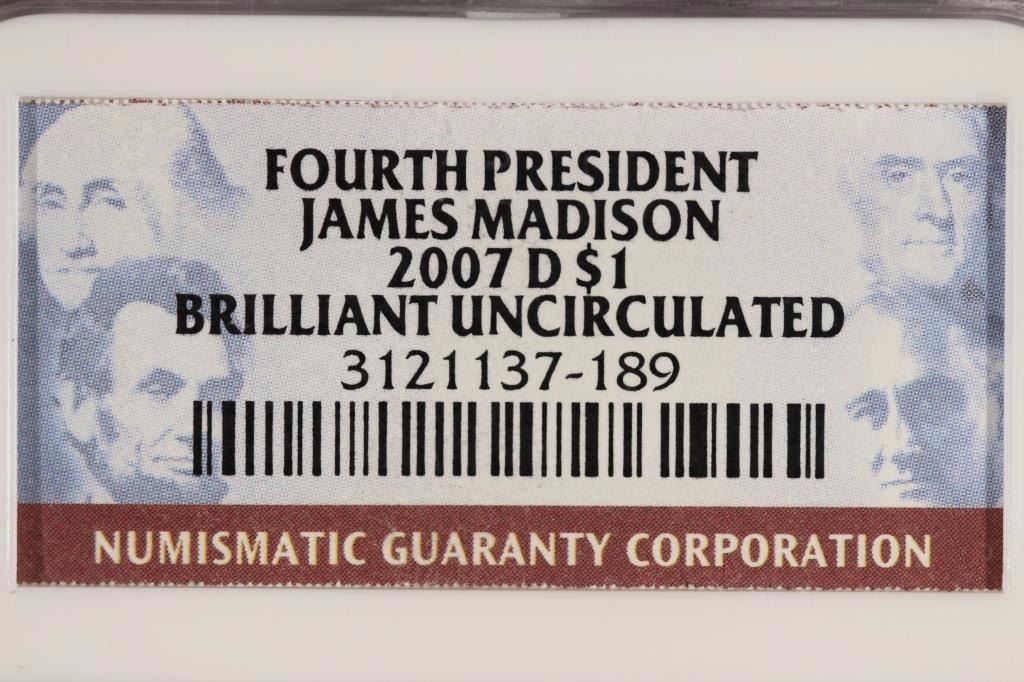 FOURTH PRESIDENT
JAMES MADISON
2007 D $1
BRILLIANT UNCIRCULATED
3121137-189
NUMISMATIC GUARANTY CORPORATION